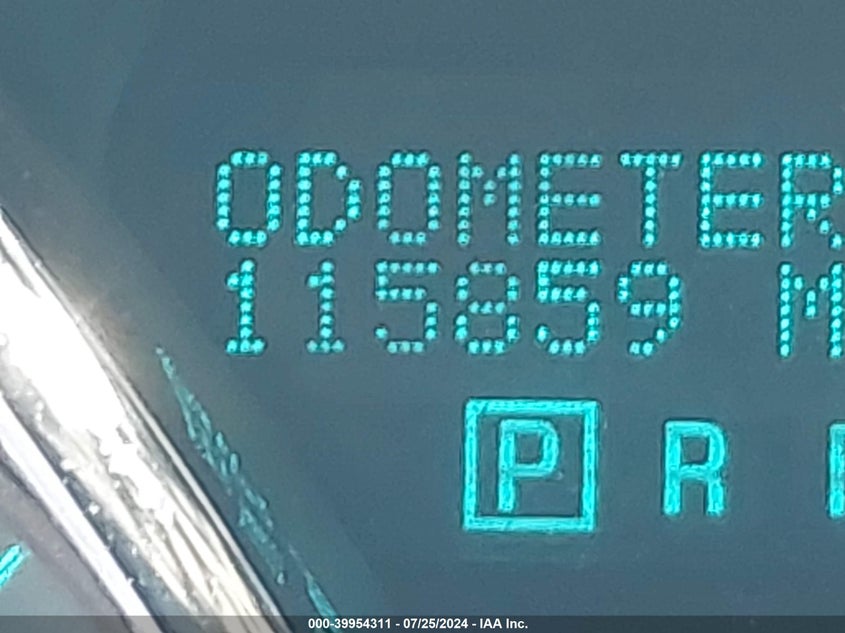 ODOMETER
115859 M
P R
000-39954311 - 07/25/2024 - IAA Inc.